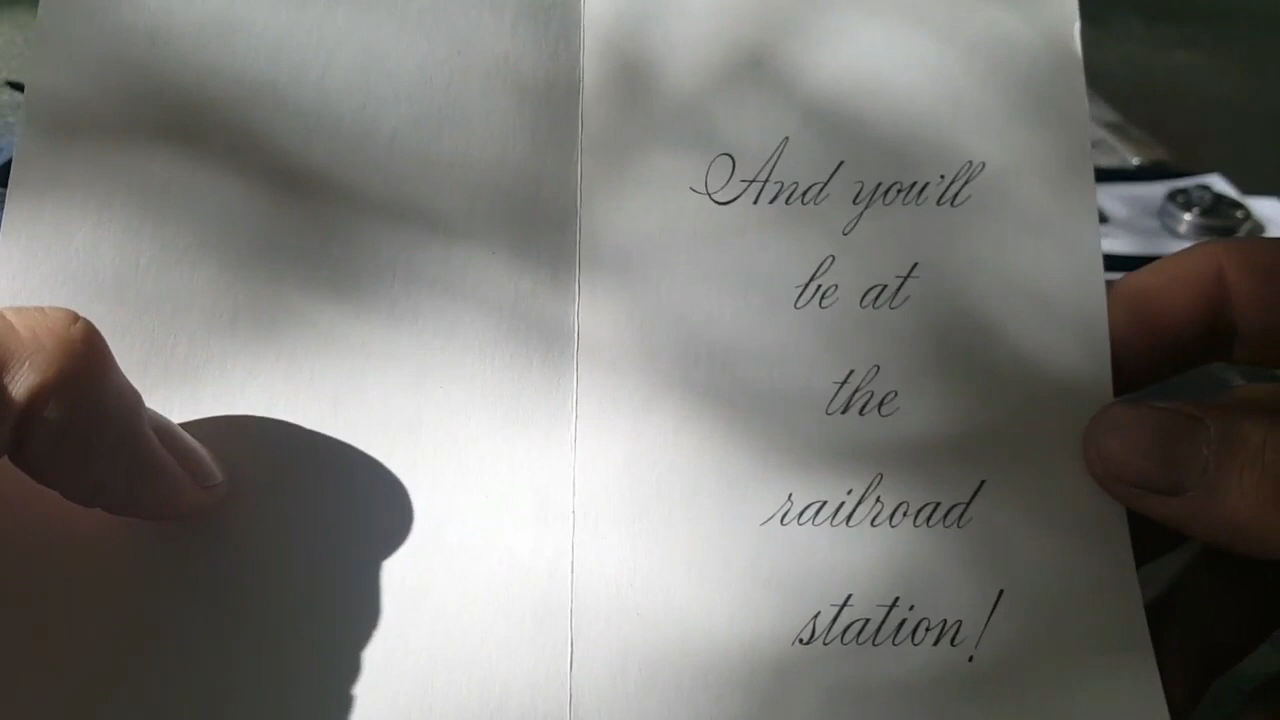 And you'll
be at
the
railroad
station!